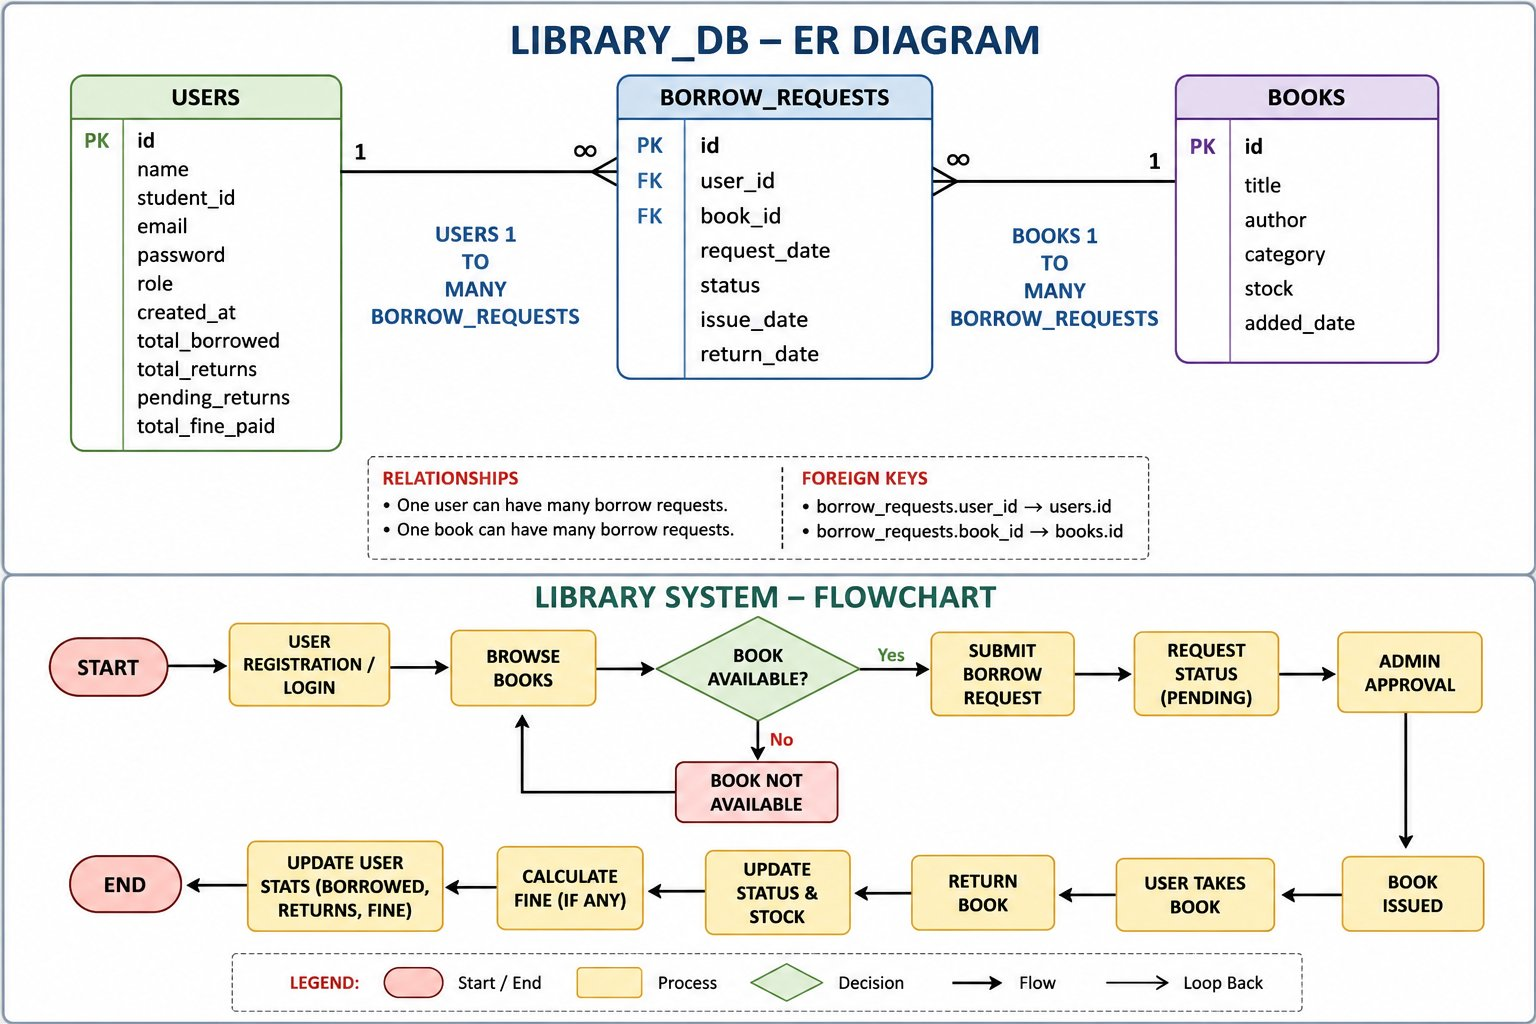 LIBRARY_DB – ER DIAGRAM
USERS
PK id
name
student_id
email
password
role
created_at
total_borrowed
total_returns
pending_returns
total_fine_paid
1
∞
USERS 1
TO
MANY
BORROW_REQUESTS
BORROW_REQUESTS
PK id
FK user_id
FK book_id
request_date
status
issue_date
return_date
∞
1
BOOKS 1
TO
MANY
BORROW_REQUESTS
BOOKS
PK id
title
author
category
stock
added_date
RELATIONSHIPS
• One user can have many borrow requests.
• One book can have many borrow requests.
FOREIGN KEYS
• borrow_requests.user_id → users.id
• borrow_requests.book_id → books.id
LIBRARY SYSTEM – FLOWCHART
START
USER
REGISTRATION /
LOGIN
BROWSE
BOOKS
BOOK
AVAILABLE?
Yes
No
BOOK NOT
AVAILABLE
SUBMIT
BORROW
REQUEST
REQUEST
STATUS
(PENDING)
ADMIN
APPROVAL
BOOK
ISSUED
USER TAKES
BOOK
RETURN
BOOK
UPDATE
STATUS &
STOCK
CALCULATE
FINE (IF ANY)
UPDATE USER
STATS (BORROWED,
RETURNS, FINE)
END
LEGEND:
Start / End
Process
Decision
Flow
Loop Back